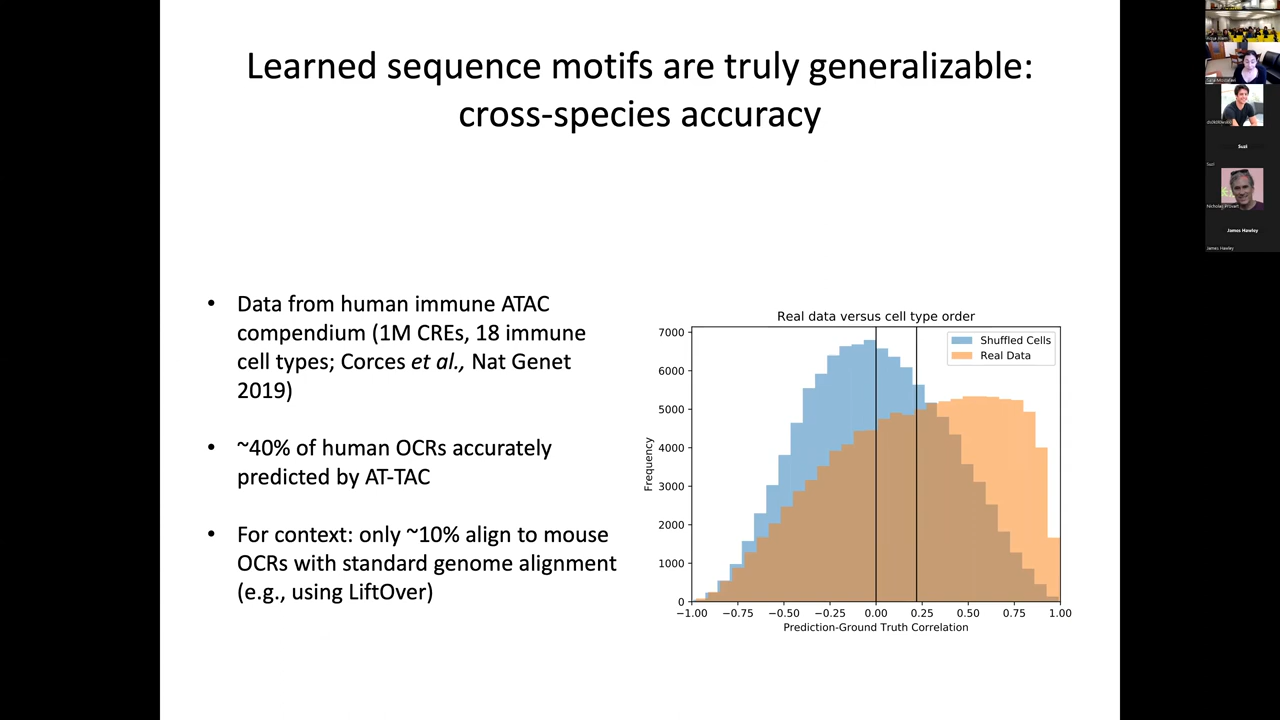 Learned sequence motifs are truly generalizable:
cross-species accuracy
• Data from human immune ATAC
compendium (1M CREs, 18 immune
cell types; Corces et al., Nat Genet
2019)
• ~40% of human OCRs accurately
predicted by AT-TAC
• For context: only ~10% align to mouse
OCRs with standard genome alignment
(e.g., using LiftOver)
Real data versus cell type order
Shuffled Cells
Real Data
Frequency
7000
6000
5000
4000
3000
2000
1000
0
−1.00 −0.75 −0.50 −0.25 0.00 0.25 0.50 0.75 1.00
Prediction-Ground Truth Correlation
Suzi
Suzi
Nicholas Provart
James Hawley
James Hawley